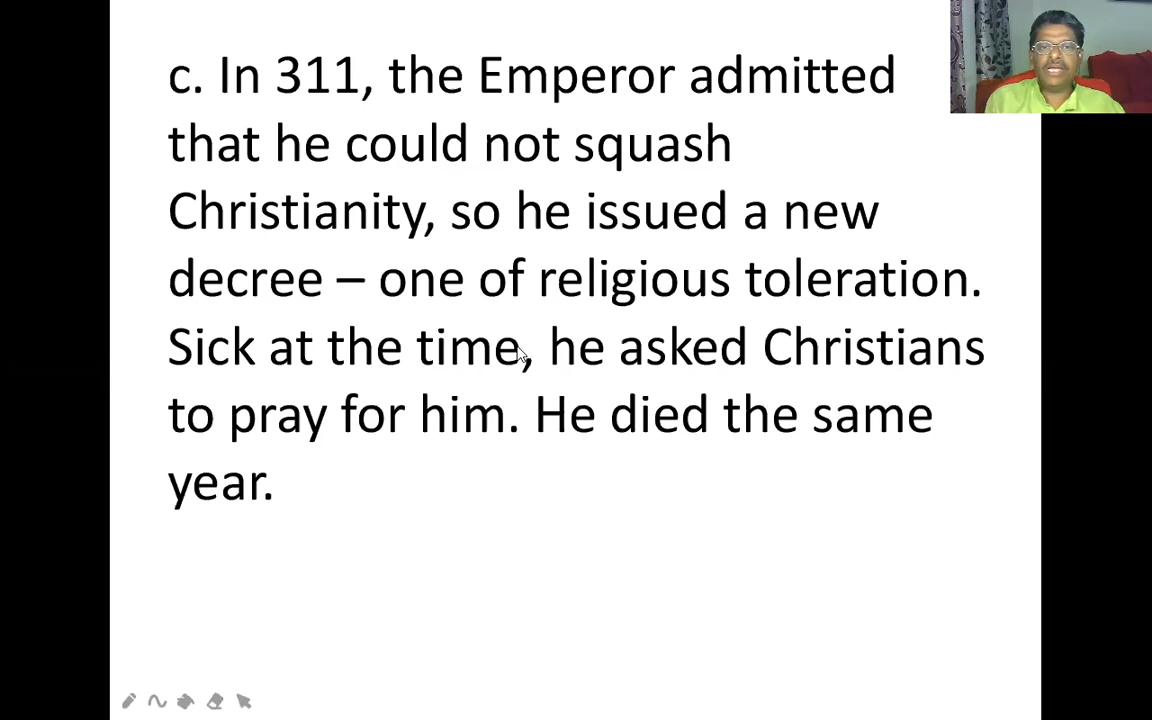 c. In 311, the Emperor admitted
that he could not squash
Christianity, so he issued a new
decree – one of religious toleration.
Sick at the time, he asked Christians
to pray for him. He died the same
year.